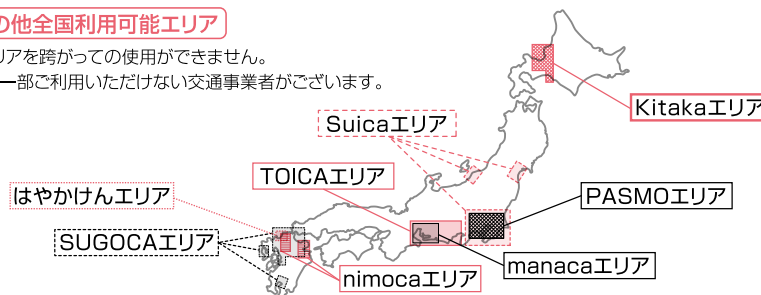 の他全国利用可能エリア
リアを跨がっての使用ができません。
一部ご利用いただけない交通事業者がございます。
Kitakaエリア
Suicaエリア
TOICAエリア
はやかけんエリア
PASMOエリア
SUGOCAエリア
manacaエリア
nimocaエリア